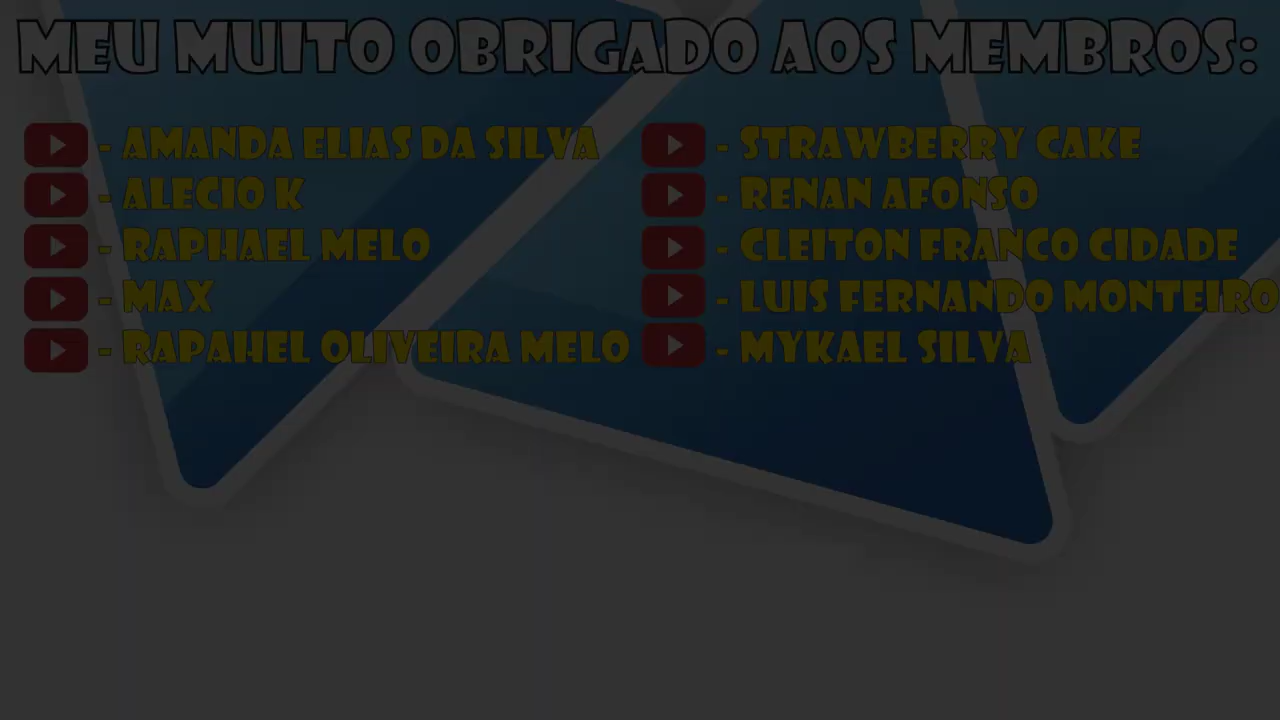 MEU MUITO OBRIGADO AOS MEMBROS:
- AMANDA ELIAS DA SILVA
- ALECIO K
- RAPHAEL MELO
- MAX
- RAPAHEL OLIVEIRA MELO
- STRAWBERRY CAKE
- RENAN AFONSO
- CLEITON FRANCO CIDADE
- LUIS FERNANDO MONTEIRO
- MYKAEL SILVA